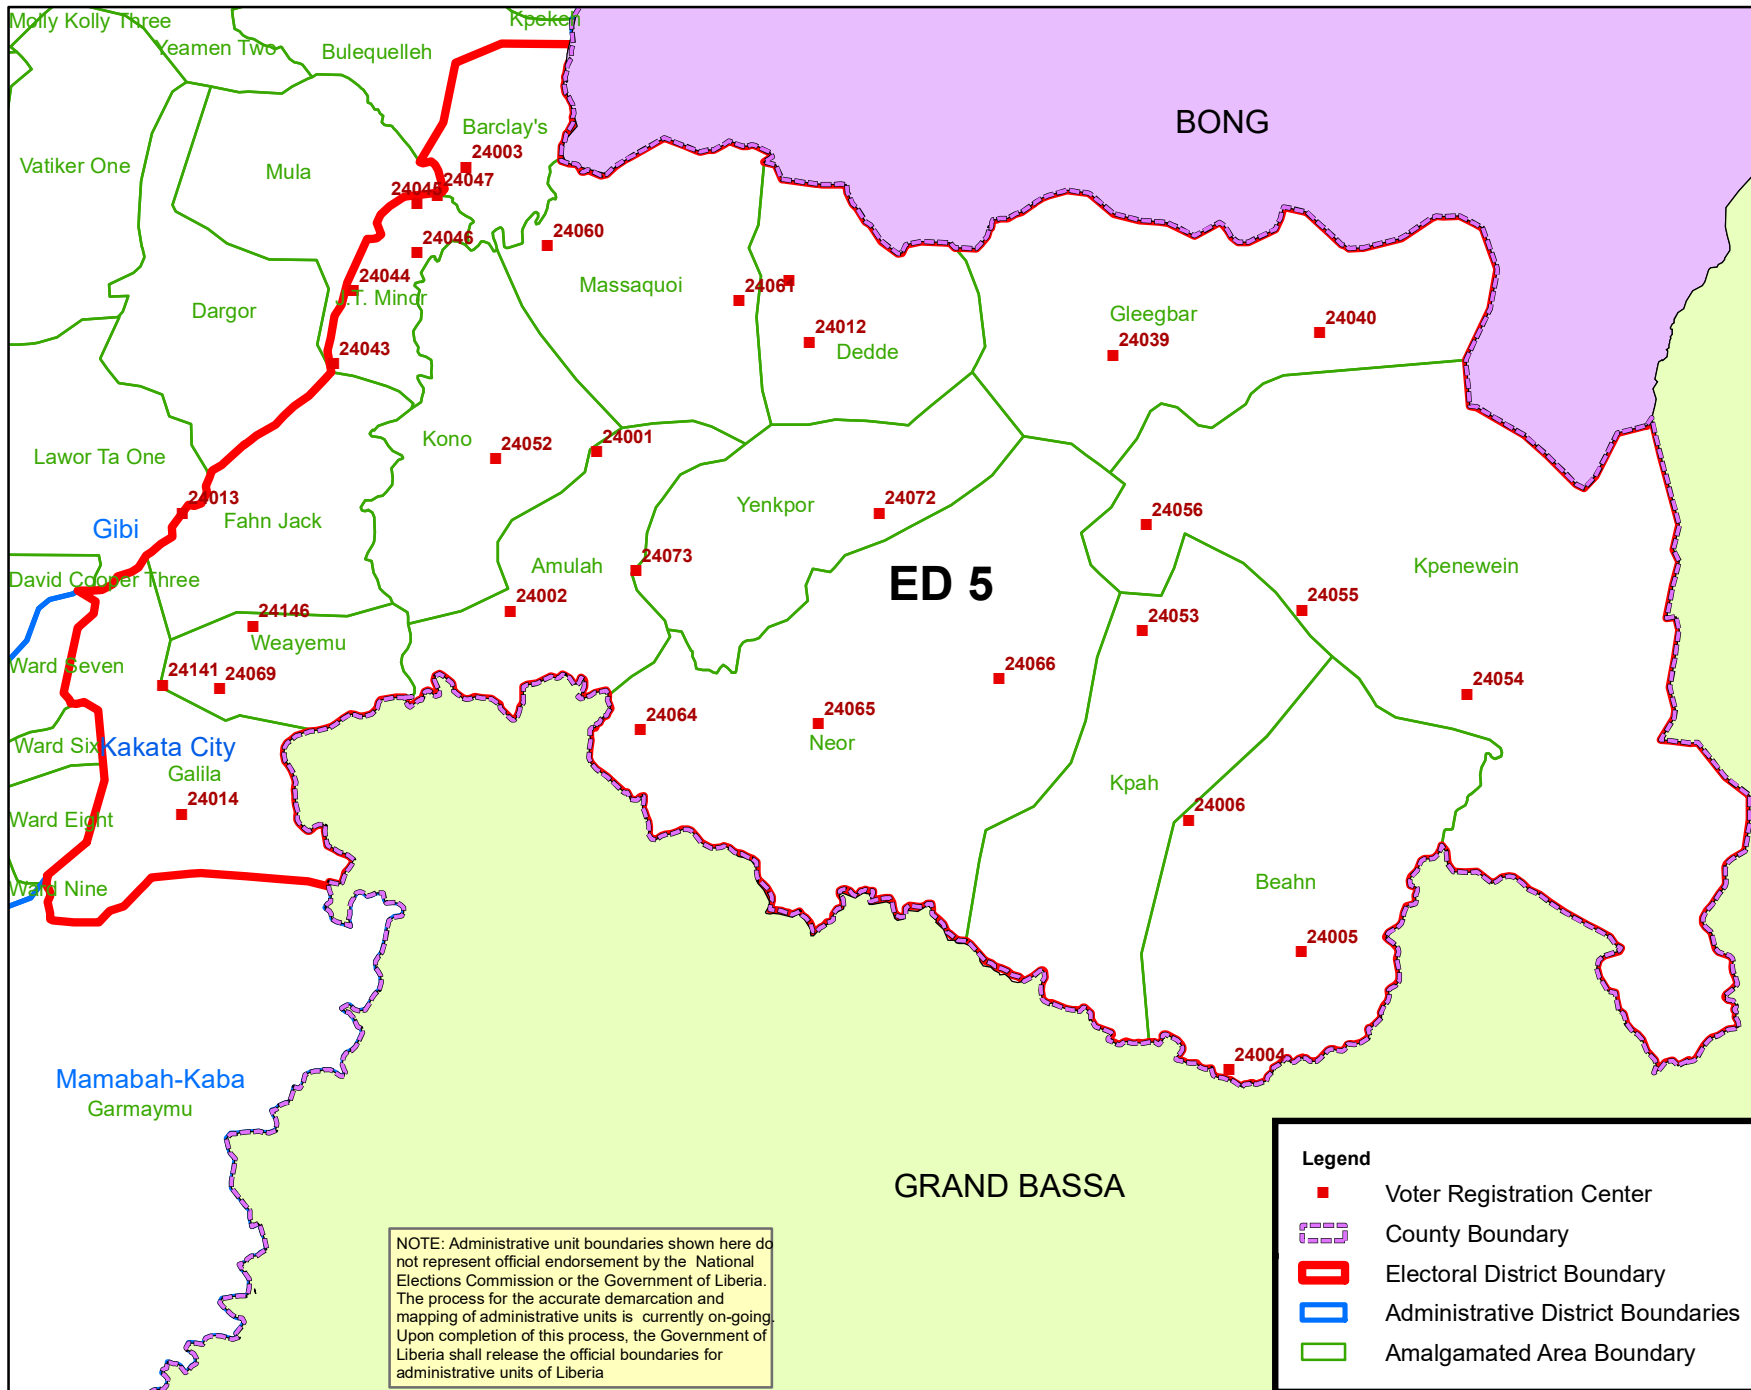 Molly Kolly Three
Kpekeh
Yeamen Two
Bulequelleh
BONG
Barclay's
24003
Vatiker One
Mula
24047
24045
24060
24046
24044
24061
Massaquoi
J.T. Minor
Dargor
Gleegbar
24040
24012
24039
Dedde
24043
24001
Kono
24052
Lawor Ta One
24013
24072
Yenkpor
Fahn Jack
24056
Gibi
24073
Amulah
Kpenewein
David Cooper Three
ED 5
24002
24055
24146
24053
Weayemu
Ward Seven
24141
24069
24066
24054
24064
24065
Neor
Ward Six
Kakata City
Galila
Kpah
24014
24006
Ward Eight
Beahn
Ward Nine
24005
24004
Mamabah-Kaba
Garmaymu
GRAND BASSA
NOTE: Administrative unit boundaries shown here do
not represent official endorsement by the National
Elections Commission or the Government of Liberia.
The process for the accurate demarcation and
mapping of administrative units is currently on-going.
Upon completion of this process, the Government of
Liberia shall release the official boundaries for
administrative units of Liberia
Legend
Voter Registration Center
County Boundary
Electoral District Boundary
Administrative District Boundaries
Amalgamated Area Boundary